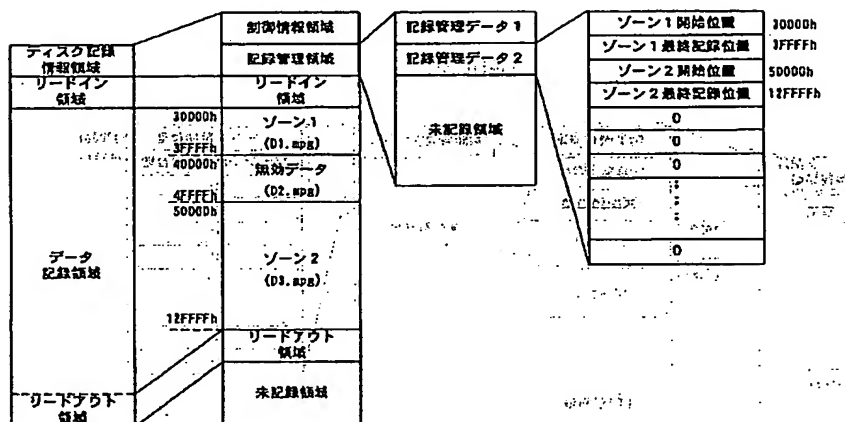 ディスク記録
情報領域
リードイン
領域
データ
記録領域
リードアウト
領域
30000h
3FFFFh
40000h
4FFFFh
50000h
12FFFFh
制御情報領域
記録管理領域
リードイン
領域
ゾーン1
(D1.mpg)
無効データ
(D2.mpg)
ゾーン2
(D3.mpg)
リードアウト
領域
未記録領域
記録管理データ1
記録管理データ2
未記録領域
ゾーン1開始位置 30000h
ゾーン1最終記録位置 3FFFFh
ゾーン2開始位置 50000h
ゾーン2最終記録位置 12FFFFh
0
0
0
0